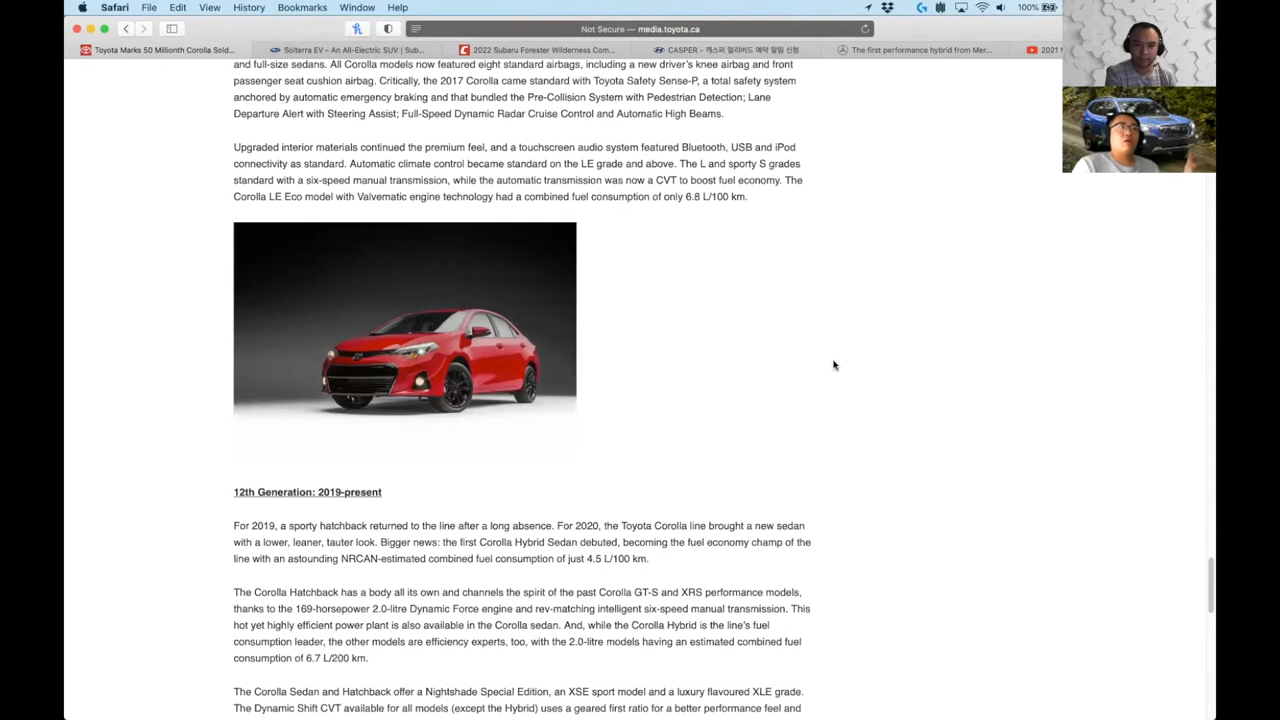 Safari File Edit View History Bookmarks Window Help 100%
Not Secure — media.toyota.ca
Toyota Marks 50 Millionth Corolla Sold... Solterra EV – An All-Electric SUV | Sub... 2022 Subaru Forester Wilderness Com... CASPER - 캐스퍼 얼리버드 예약 알림 신청 The first performance hybrid from Mer... 2021 M
and full-size sedans. All Corolla models now featured eight standard airbags, including a new driver's knee airbag and front
passenger seat cushion airbag. Critically, the 2017 Corolla came standard with Toyota Safety Sense-P, a total safety system
anchored by automatic emergency braking and that bundled the Pre-Collision System with Pedestrian Detection; Lane
Departure Alert with Steering Assist; Full-Speed Dynamic Radar Cruise Control and Automatic High Beams.
Upgraded interior materials continued the premium feel, and a touchscreen audio system featured Bluetooth, USB and iPod
connectivity as standard. Automatic climate control became standard on the LE grade and above. The L and sporty S grades
standard with a six-speed manual transmission, while the automatic transmission was now a CVT to boost fuel economy. The
Corolla LE Eco model with Valvematic engine technology had a combined fuel consumption of only 6.8 L/100 km.
12th Generation: 2019-present
For 2019, a sporty hatchback returned to the line after a long absence. For 2020, the Toyota Corolla line brought a new sedan
with a lower, leaner, tauter look. Bigger news: the first Corolla Hybrid Sedan debuted, becoming the fuel economy champ of the
line with an astounding NRCAN-estimated combined fuel consumption of just 4.5 L/100 km.
The Corolla Hatchback has a body all its own and channels the spirit of the past Corolla GT-S and XRS performance models,
thanks to the 169-horsepower 2.0-litre Dynamic Force engine and rev-matching intelligent six-speed manual transmission. This
hot yet highly efficient power plant is also available in the Corolla sedan. And, while the Corolla Hybrid is the line's fuel
consumption leader, the other models are efficiency experts, too, with the 2.0-litre models having an estimated combined fuel
consumption of 6.7 L/200 km.
The Corolla Sedan and Hatchback offer a Nightshade Special Edition, an XSE sport model and a luxury flavoured XLE grade.
The Dynamic Shift CVT available for all models (except the Hybrid) uses a geared first ratio for a better performance feel and